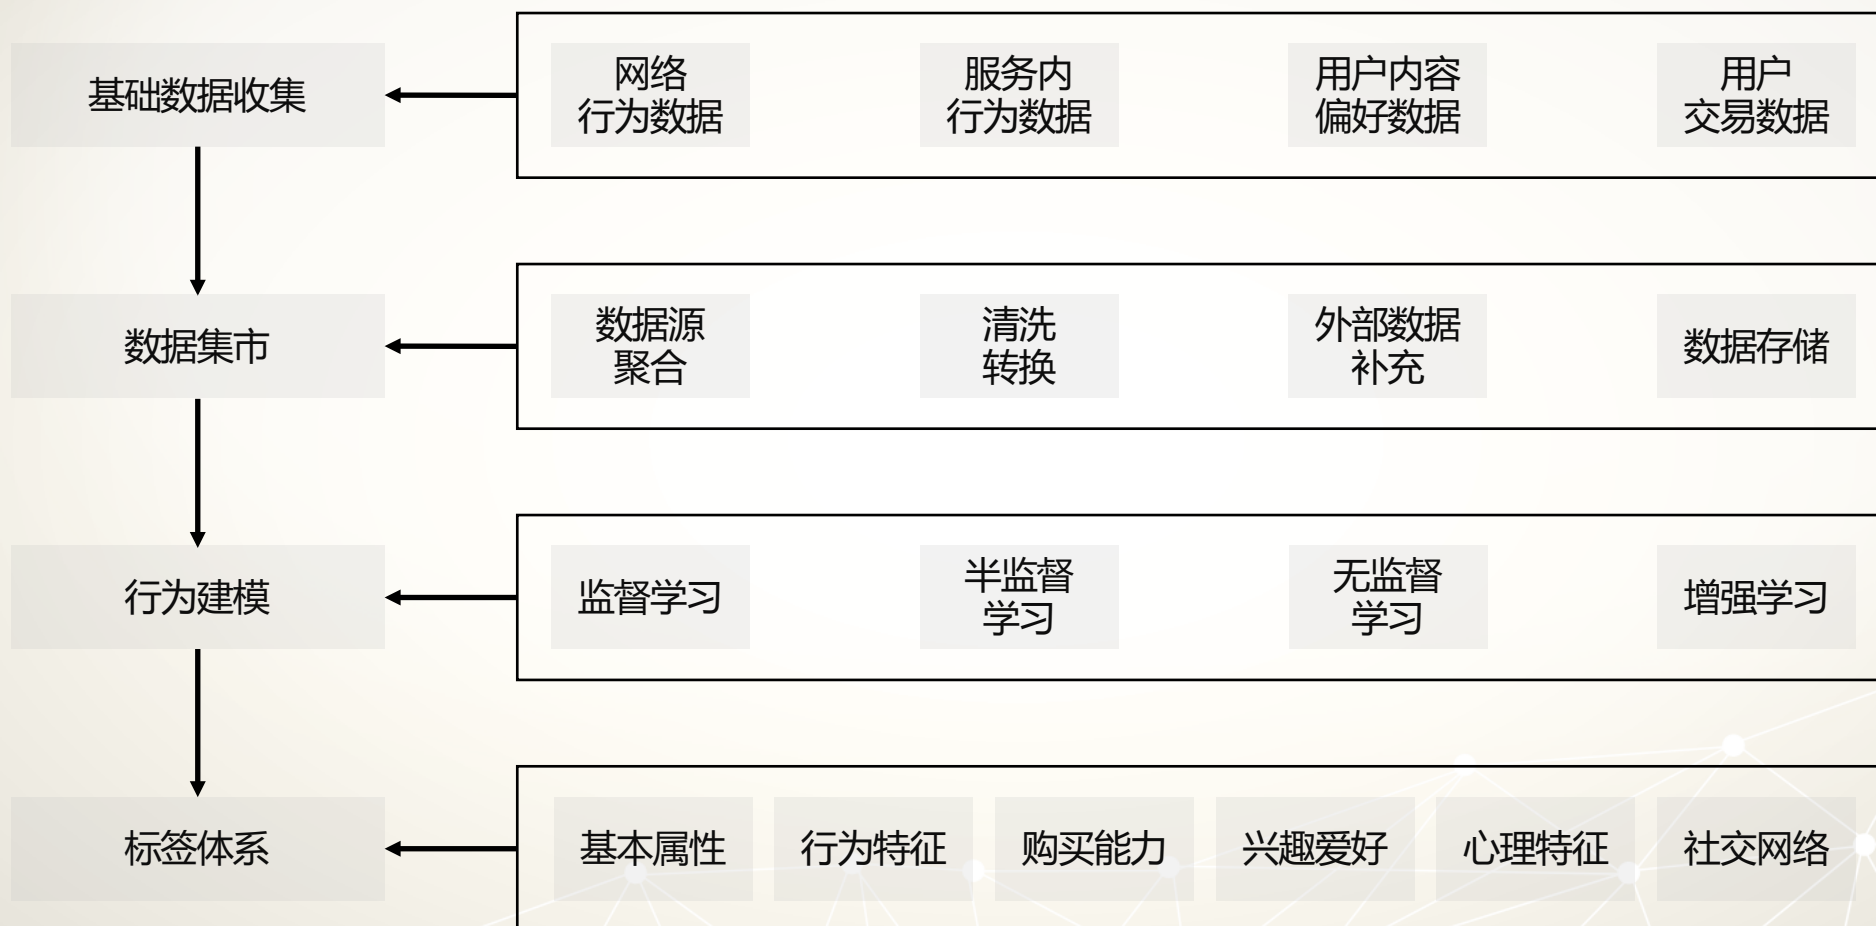 基础数据收集
网络
行为数据
服务内
行为数据
用户内容
偏好数据
用户
交易数据
数据集市
数据源
聚合
清洗
转换
外部数据
补充
数据存储
行为建模
监督学习
半监督
学习
无监督
学习
增强学习
标签体系
基本属性
行为特征
购买能力
兴趣爱好
心理特征
社交网络